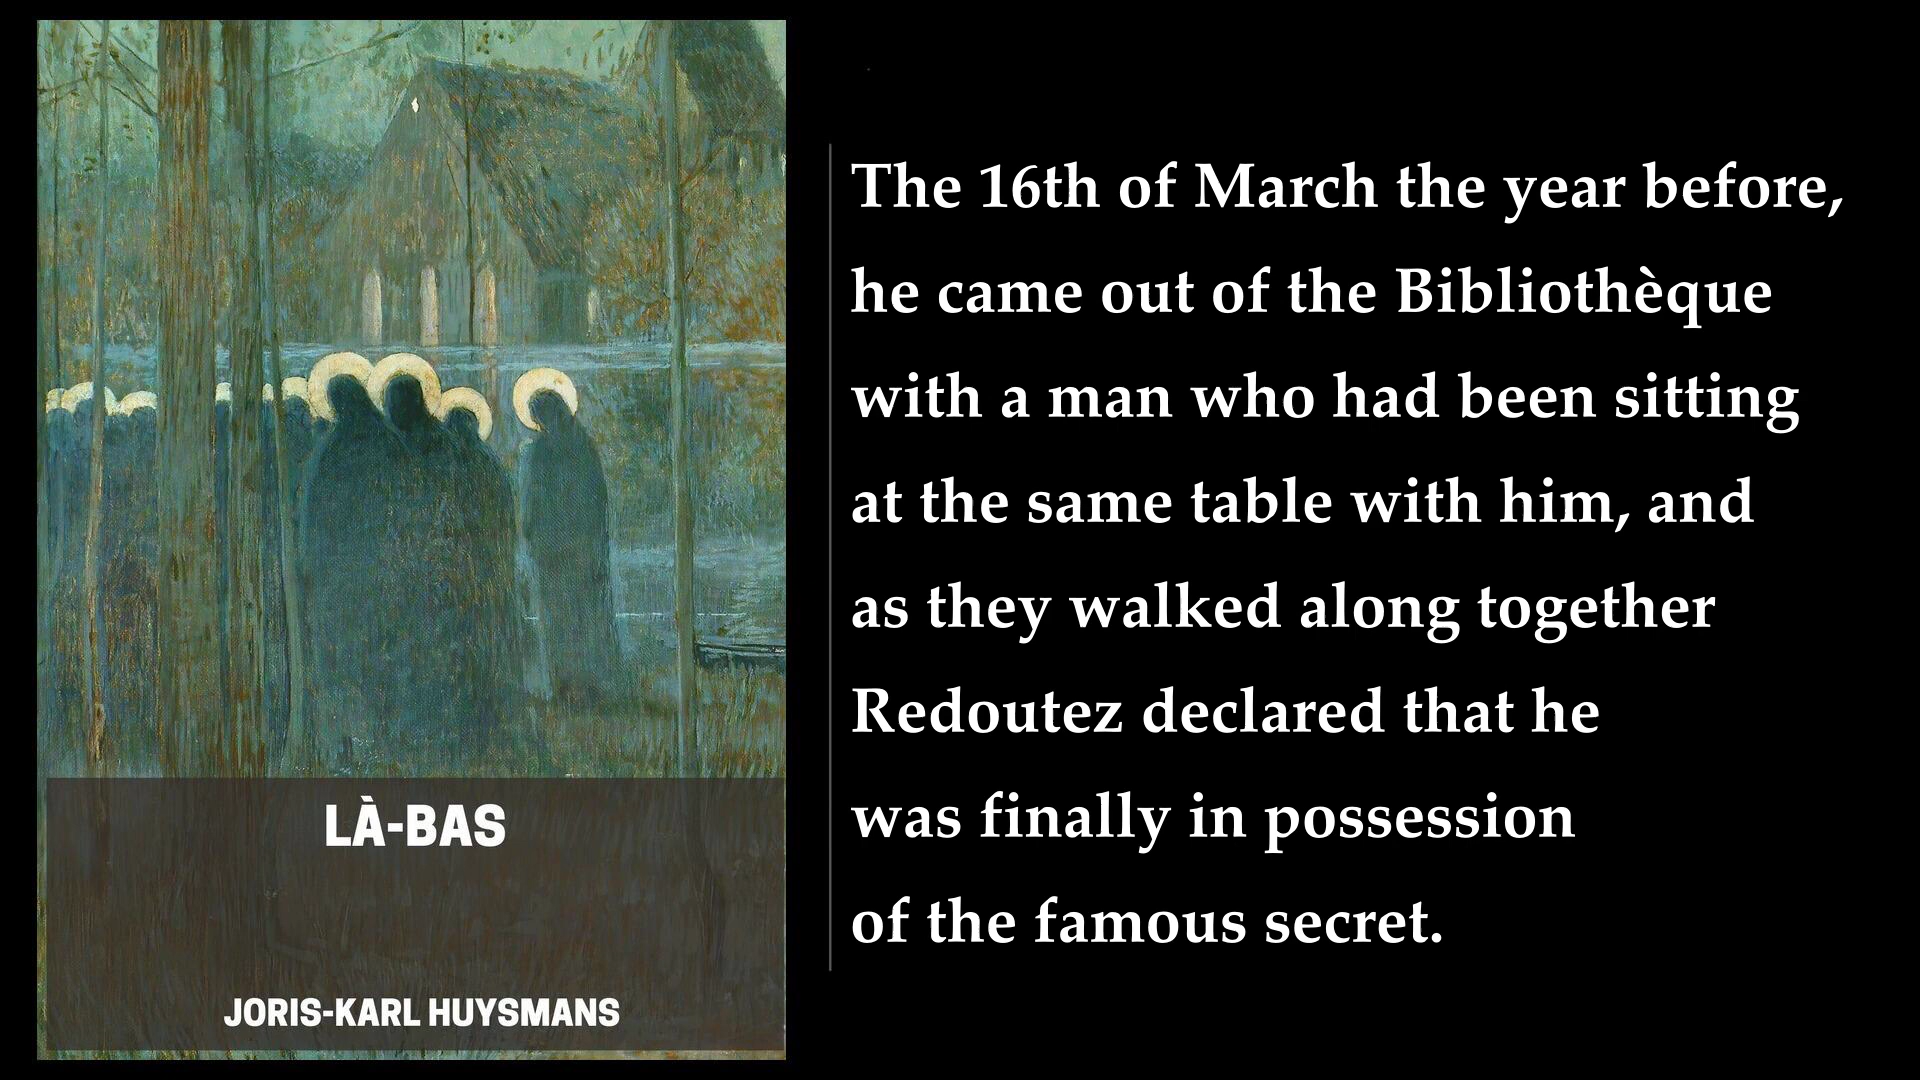 LÀ-BAS
JORIS-KARL HUYSMANS
The 16th of March the year before,
he came out of the Bibliothèque
with a man who had been sitting
at the same table with him, and
as they walked along together
Redoutez declared that he
was finally in possession
of the famous secret.